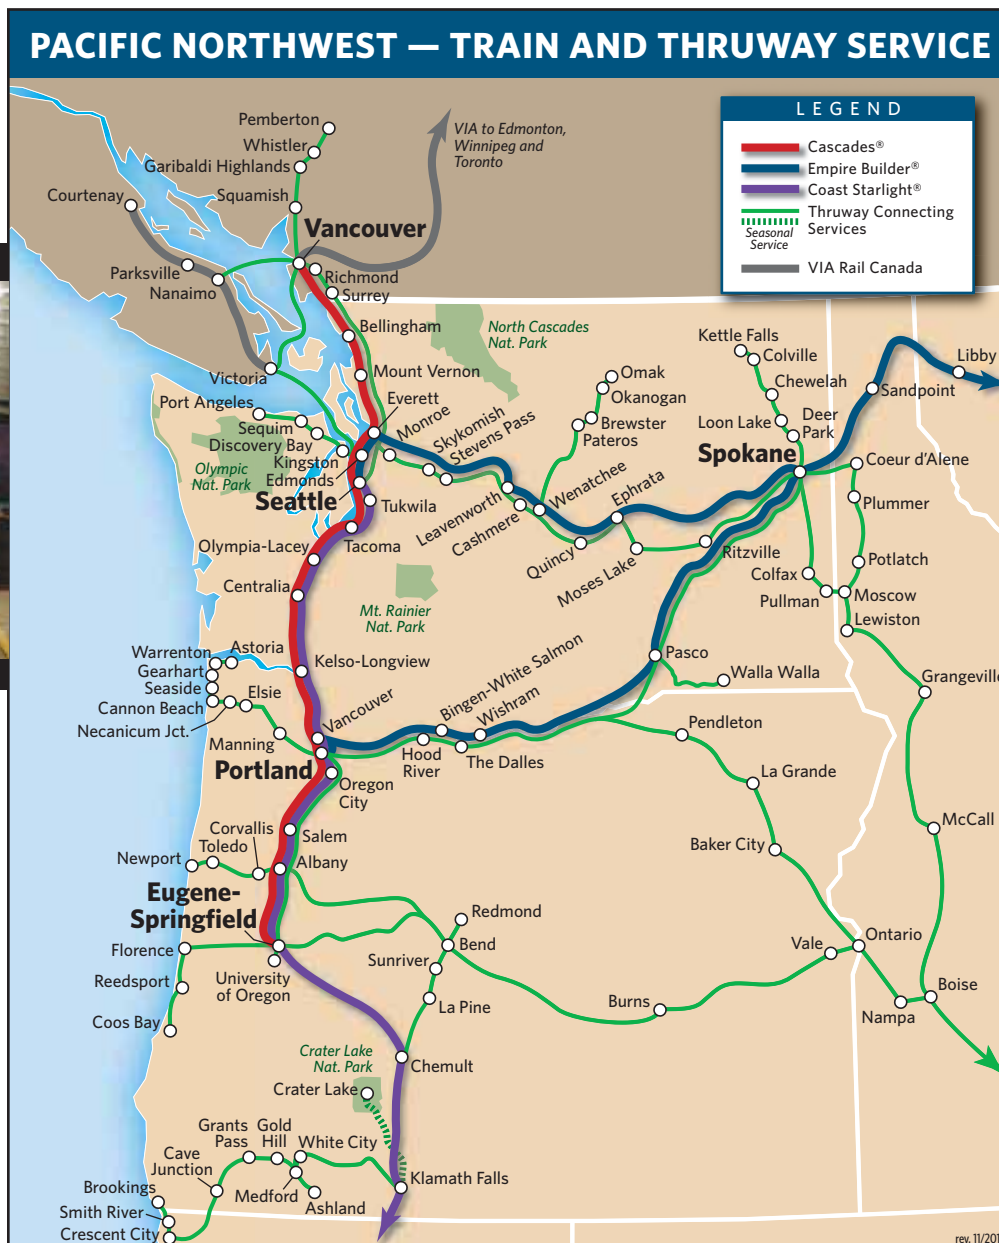 PACIFIC NORTHWEST — TRAIN AND THRUWAY SERVICE
LEGEND
Cascades®
Empire Builder®
Coast Starlight®
Thruway Connecting
Services
Seasonal
Service
VIA Rail Canada
VIA to Edmonton,
Winnipeg and
Toronto
Pemberton
Whistler
Garibaldi Highlands
Squamish
Courtenay
Vancouver
Parksville
Nanaimo
Richmond
Surrey
Victoria
Bellingham
North Cascades
Nat. Park
Mount Vernon
Everett
Port Angeles
Sequim
Discovery Bay
Kingston
Edmonds
Olympic
Nat. Park
Seattle
Monroe
Skykomish
Stevens Pass
Tukwila
Tacoma
Olympia-Lacey
Centralia
Leavenworth
Cashmere
Wenatchee
Quincy
Ephrata
Moses Lake
Omak
Okanogan
Brewster
Pateros
Kettle Falls
Colville
Chewelah
Loon Lake
Deer
Park
Spokane
Libby
Sandpoint
Coeur d'Alene
Plummer
Potlatch
Ritzville
Colfax
Pullman
Moscow
Lewiston
Grangeville
Mt. Rainier
Nat. Park
Kelso-Longview
Warrenton
Astoria
Gearhart
Seaside
Cannon Beach
Elsie
Necanicum Jct.
Manning
Vancouver
Portland
Bingen-White Salmon
Wishram
Hood
River
The Dalles
Pasco
Walla Walla
Pendleton
La Grande
Baker City
McCall
Oregon
City
Salem
Corvallis
Toledo
Newport
Albany
Eugene-
Springfield
Florence
University
of Oregon
Reedsport
Coos Bay
Redmond
Bend
Sunriver
La Pine
Burns
Vale
Ontario
Nampa
Boise
Chemult
Crater Lake
Nat. Park
Crater Lake
Klamath Falls
Grants
Pass
Gold
Hill
White City
Cave
Junction
Medford
Ashland
Brookings
Smith River
Crescent City
rev. 11/201